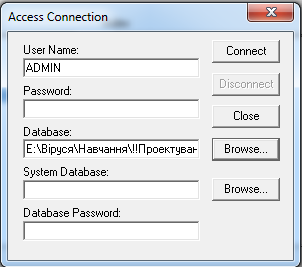 Access Connection
User Name:
ADMIN
Connect
Disconnect
Password:
Close
Database:
E:\Віруся\Навчання\!!Проектуван
Browse...
System Database:
Browse...
Database Password: